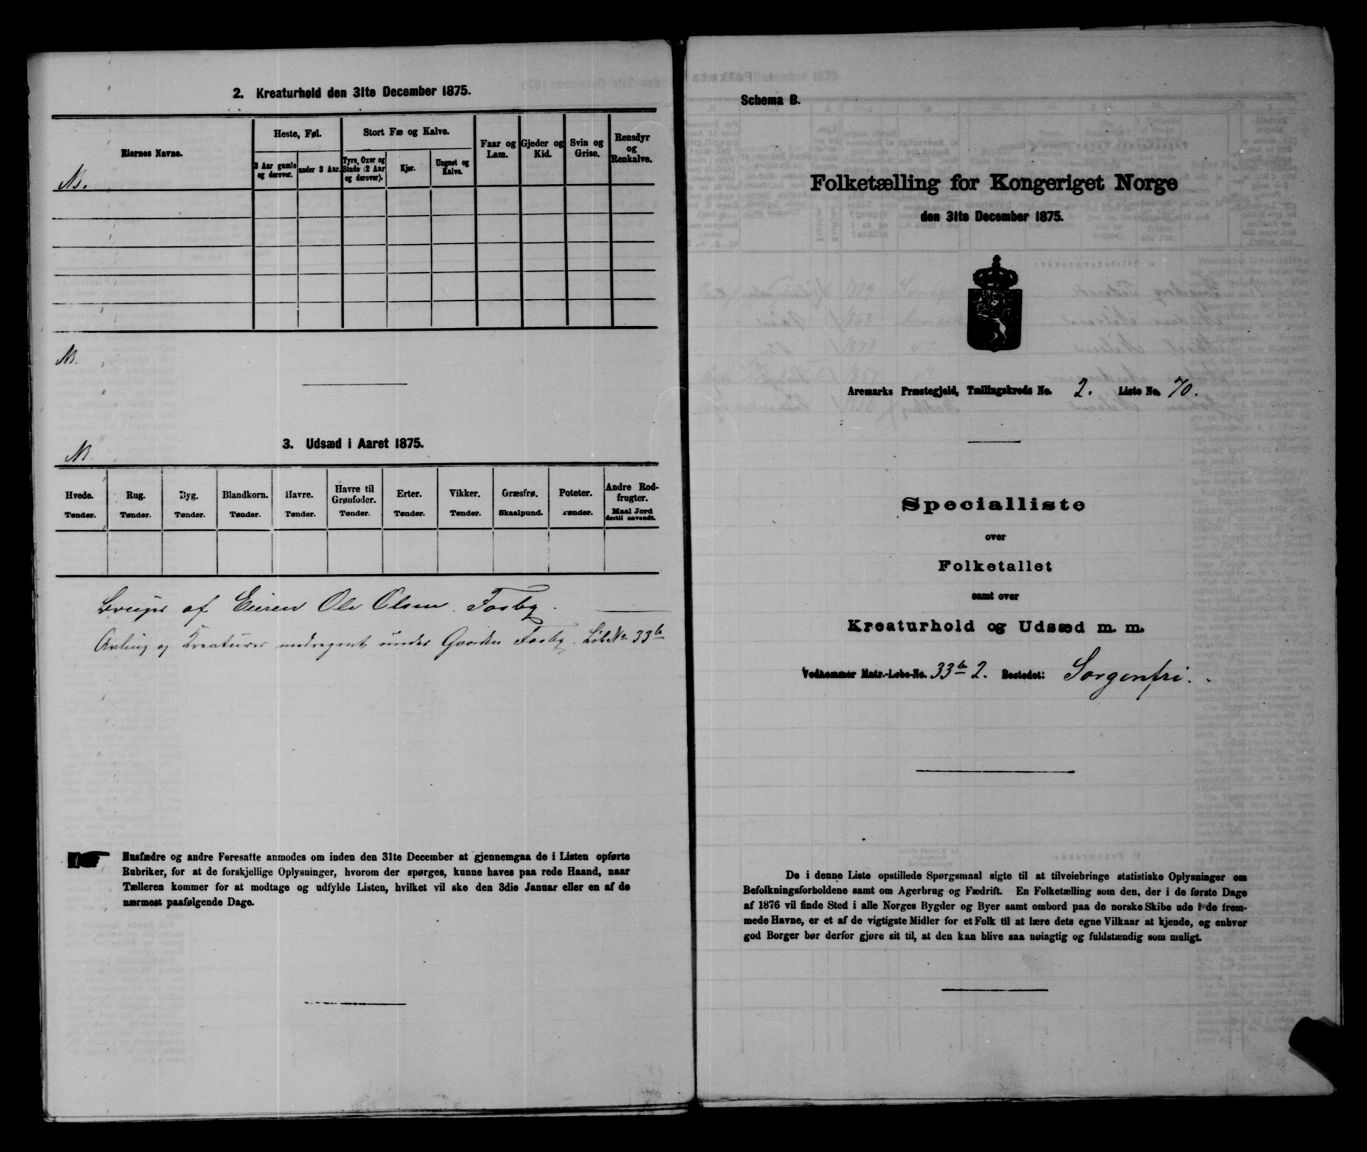 2. Kreaturhold den 31te December 1875.
Eiernes Navne.
Heste, Føl.
Stort Fæ og Kalve.
Faar og Lam.
Gjeder og Kid.
Svin og Grise.
Rensdyr og Renkalve.
3 Aar gamle og derover.
under 3 Aar.
Tyre, Oxer og Stude (2 Aar og derover).
Kjør.
Ungnøt og Kalve.
3. Udsæd i Aaret 1875.
Hvede. Rug. Byg. Blandkorn. Havre. Havre til Grønfoder. Erter. Vikker. Græsfrø. Poteter. Andre Rodfrugter.
Tønder. Tønder. Tønder. Tønder. Tønder. Tønder. Tønder. Tønder. Skaalpund. Tønder. Maal Jord dertil anvendt.
af Eieren Ole Olsen Fosby.
Avling og Kreaturer medregnet under Gaarden Fosby LøbeNo 33b
Husfædre og andre Foresatte anmodes om inden den 31te December at gjennemgaa de i Listen opførte
Rubriker, for at de forskjellige Oplysninger, hvorom der spørges, kunne haves paa rede Haand, naar
Tælleren kommer for at modtage og udfylde Listen, hvilket vil ske den 3die Januar eller en af de
nærmest paafølgende Dage.
Schema B.
Folketælling for Kongeriget Norge
den 31te December 1875.
Aremarks Præstegjeld, Tællingskreds No. 2. Liste No. 70.
Specialliste
over
Folketallet
samt over
Kreaturhold og Udsæd m. m.
Vedkommer Matr.-Løbe-No. 33b 2. Bostedet: Sorgenfri.
De i denne Liste opstillede Spørgsmaal sigte til at tilveiebringe statistiske Oplysninger om
Befolkningsforholdene samt om Agerbrug og Fædrift. En Folketælling som den, der i de første Dage
af 1876 vil finde Sted i alle Norges Bygder og Byer samt ombord paa de norske Skibe ude i de frem-
mede Havne, er et af de vigtigste Midler for et Folk til at lære dets egne Vilkaar at kjende, og enhver
god Borger bør derfor gjøre sit til, at den kan blive saa nøiagtig og fuldstændig som muligt.